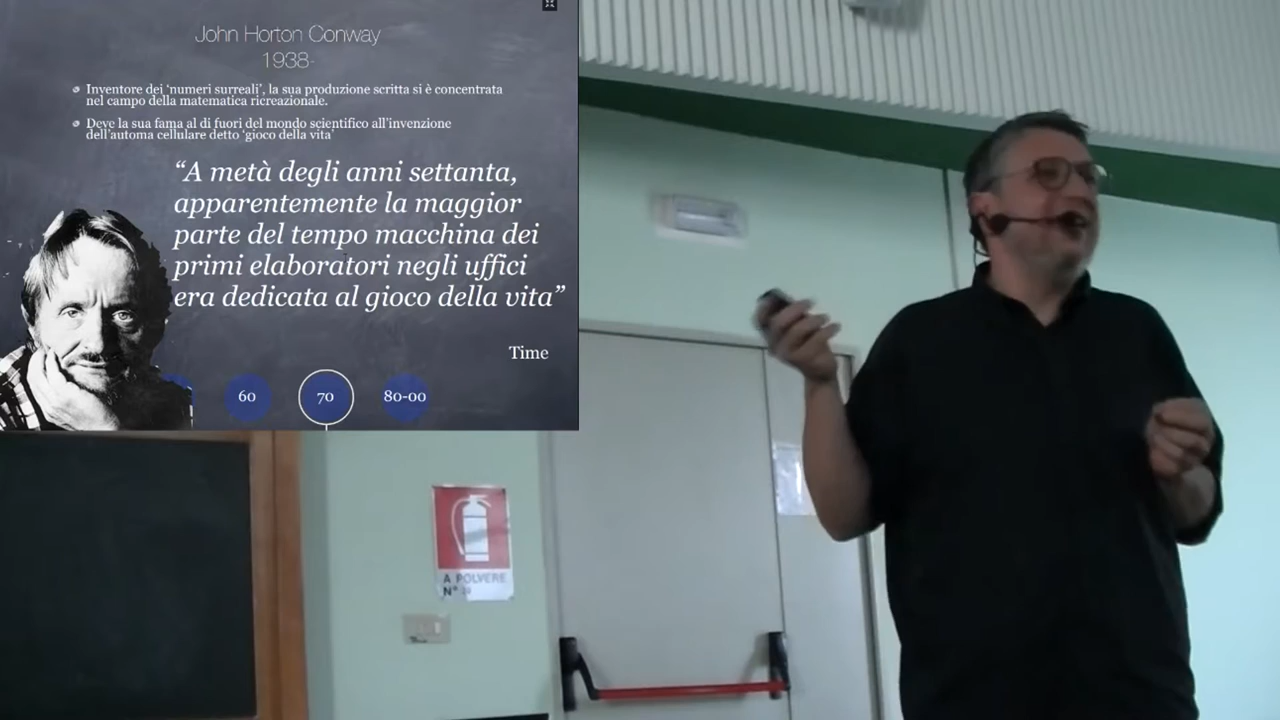 John Horton Conway
1938-
Inventore dei ‘numeri surreali’, la sua produzione scritta si è concentrata
nel campo della matematica ricreazionale.
Deve la sua fama al di fuori del mondo scientifico all’invenzione
dell’automa cellulare detto ‘gioco della vita’
“A metà degli anni settanta,
apparentemente la maggior
parte del tempo macchina dei
primi elaboratori negli uffici
era dedicata al gioco della vita”
Time
60
70
80-00
A POLVERE
N°